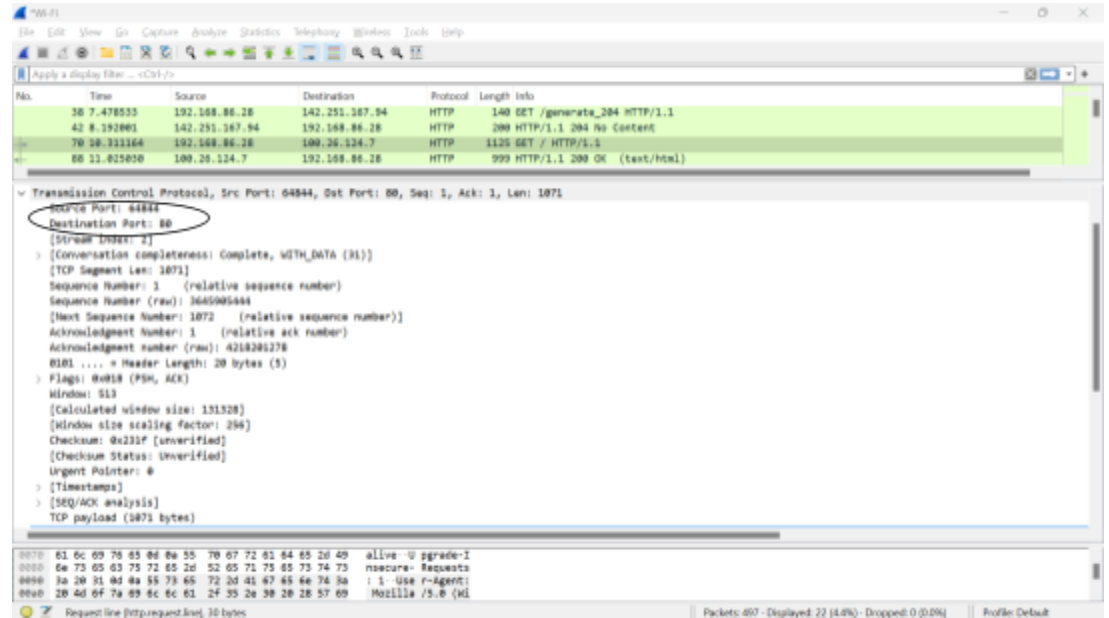 *Wi-Fi
File Edit View Go Capture Analyze Statistics Telephony Wireless Tools Help
Apply a display filter ... <Ctrl-/>
No. Time Source Destination Protocol Length Info
38 7.478533 192.168.86.28 142.251.167.94 HTTP 140 GET /generate_204 HTTP/1.1
42 8.192001 142.251.167.94 192.168.86.28 HTTP 200 HTTP/1.1 204 No Content
70 10.311164 192.168.86.28 100.26.124.7 HTTP 1125 GET / HTTP/1.1
88 11.025030 100.26.124.7 192.168.86.28 HTTP 999 HTTP/1.1 200 OK (text/html)
Transmission Control Protocol, Src Port: 64844, Dst Port: 80, Seq: 1, Ack: 1, Len: 1071
Source Port: 64844
Destination Port: 80
[Stream index: 2]
[Conversation completeness: Complete, WITH_DATA (31)]
[TCP Segment Len: 1071]
Sequence Number: 1 (relative sequence number)
Sequence Number (raw): 3645905444
[Next Sequence Number: 1072 (relative sequence number)]
Acknowledgment Number: 1 (relative ack number)
Acknowledgment number (raw): 4218201278
0101 .... = Header Length: 20 bytes (5)
Flags: 0x018 (PSH, ACK)
Window: 513
[Calculated window size: 131328]
[Window size scaling factor: 256]
Checksum: 0x231f [unverified]
[Checksum Status: Unverified]
Urgent Pointer: 0
[Timestamps]
[SEQ/ACK analysis]
TCP payload (1071 bytes)
0070 61 6c 69 76 65 0d 0a 55 70 67 72 61 64 65 2d 49 alive··U pgrade-I
0080 6e 73 65 63 75 72 65 2d 52 65 71 75 65 73 74 73 nsecure- Requests
0090 3a 20 31 0d 0a 55 73 65 72 2d 41 67 65 6e 74 3a : 1··Use r-Agent:
00a0 20 4d 6f 7a 69 6c 6c 61 2f 35 2e 30 20 28 57 69 Mozilla /5.0 (Wi
Request line (http.request.line), 30 bytes
Packets: 497 · Displayed: 22 (4.4%) · Dropped: 0 (0.0%)
Profile: Default